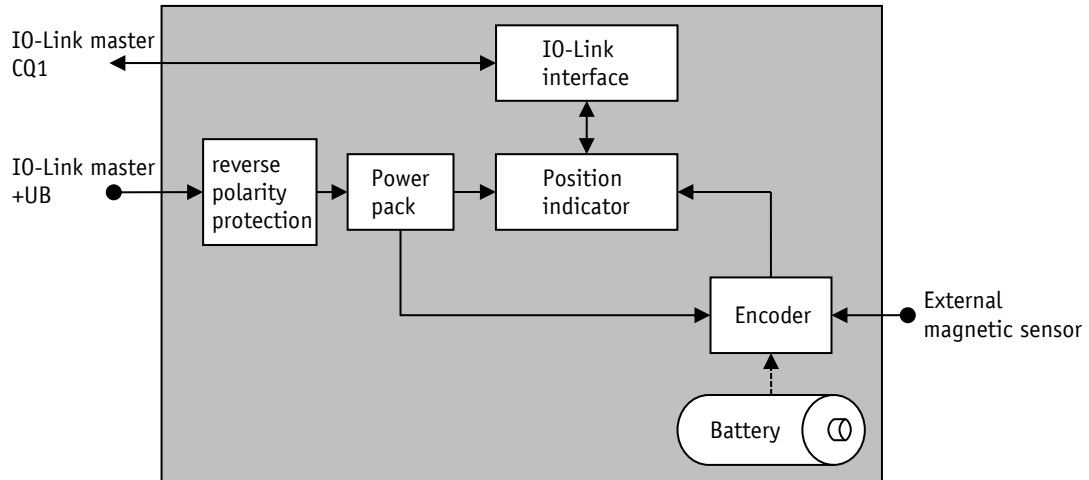 IO-Link master
CQ1
IO-Link
interface
IO-Link master
+UB
reverse
polarity
protection
Power
pack
Position
indicator
Encoder
External
magnetic sensor
Battery